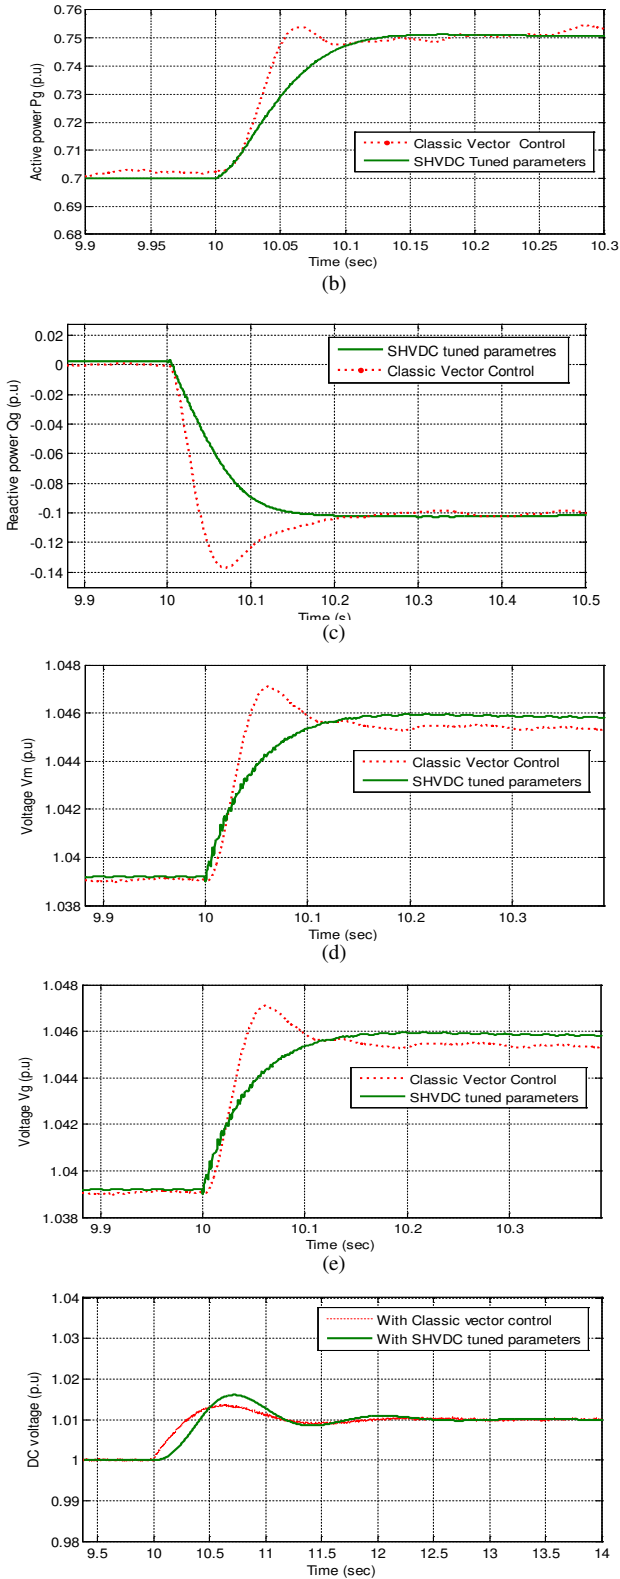 0.76
0.75
0.74
0.73
0.72
0.71
0.7
0.69
0.68
Active power Pg (p.u)
Classic Vector Control
SHVDC Tuned parameters
9.9 9.95 10 10.05 10.1 10.15 10.2 10.25 10.3
Time (sec)
(b)
0.02
0
-0.02
-0.04
-0.06
-0.08
-0.1
-0.12
-0.14
Reactive power Qg (p.u)
SHVDC tuned parametres
Classic Vector Control
9.9 10 10.1 10.2 10.3 10.4 10.5
Time (s)
(c)
1.048
1.046
1.044
1.042
1.04
1.038
Voltage Vm (p.u)
Classic Vector Control
SHVDC tuned parameters
9.9 10 10.1 10.2 10.3
Time (sec)
(d)
1.048
1.046
1.044
1.042
1.04
1.038
Voltage Vg (p.u)
Classic Vector Control
SHVDC tuned parameters
9.9 10 10.1 10.2 10.3
Time (sec)
(e)
1.04
1.03
1.02
1.01
1
0.99
0.98
DC voltage (p.u)
With Classic vector control
With SHVDC tuned parameters
9.5 10 10.5 11 11.5 12 12.5 13 13.5 14
Time (sec)